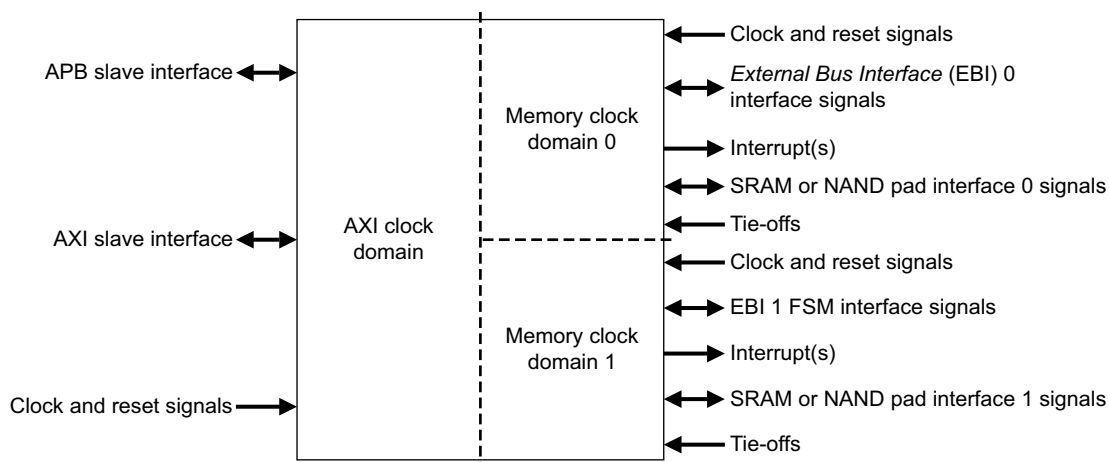 APB slave interface
AXI slave interface
Clock and reset signals
AXI clock
domain
Memory clock
domain 0
Memory clock
domain 1
Clock and reset signals
External Bus Interface (EBI) 0
interface signals
Interrupt(s)
SRAM or NAND pad interface 0 signals
Tie-offs
Clock and reset signals
EBI 1 FSM interface signals
Interrupt(s)
SRAM or NAND pad interface 1 signals
Tie-offs